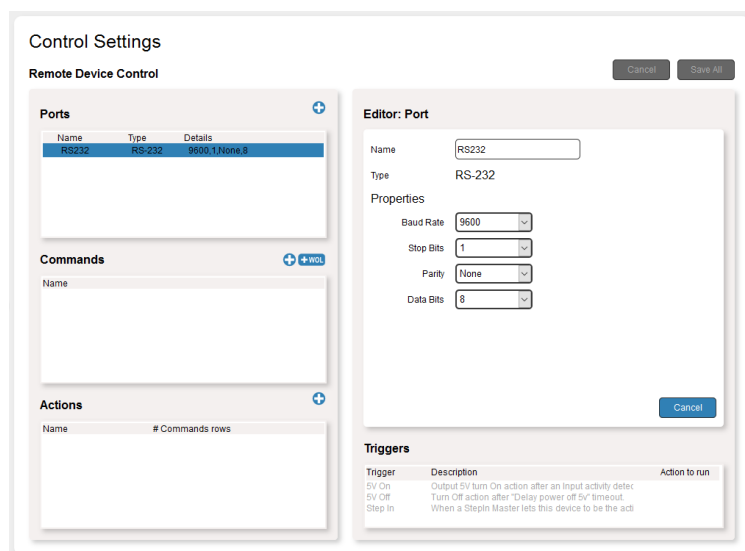 Control Settings
Remote Device Control
Cancel
Save All
Ports
Name Type Details
RS232 RS-232 9600,1,None,8
Commands
+WOL
Name
Actions
Name # Commands rows
Editor: Port
Name RS232
Type RS-232
Properties
Baud Rate 9600
Stop Bits 1
Parity None
Data Bits 8
Cancel
Triggers
Trigger Description Action to run
5V On Output 5V turn On action after an Input activity detec
5V Off Turn Off action after "Delay power off 5v" timeout.
Step In When a StepIn Master lets this device to be the acti